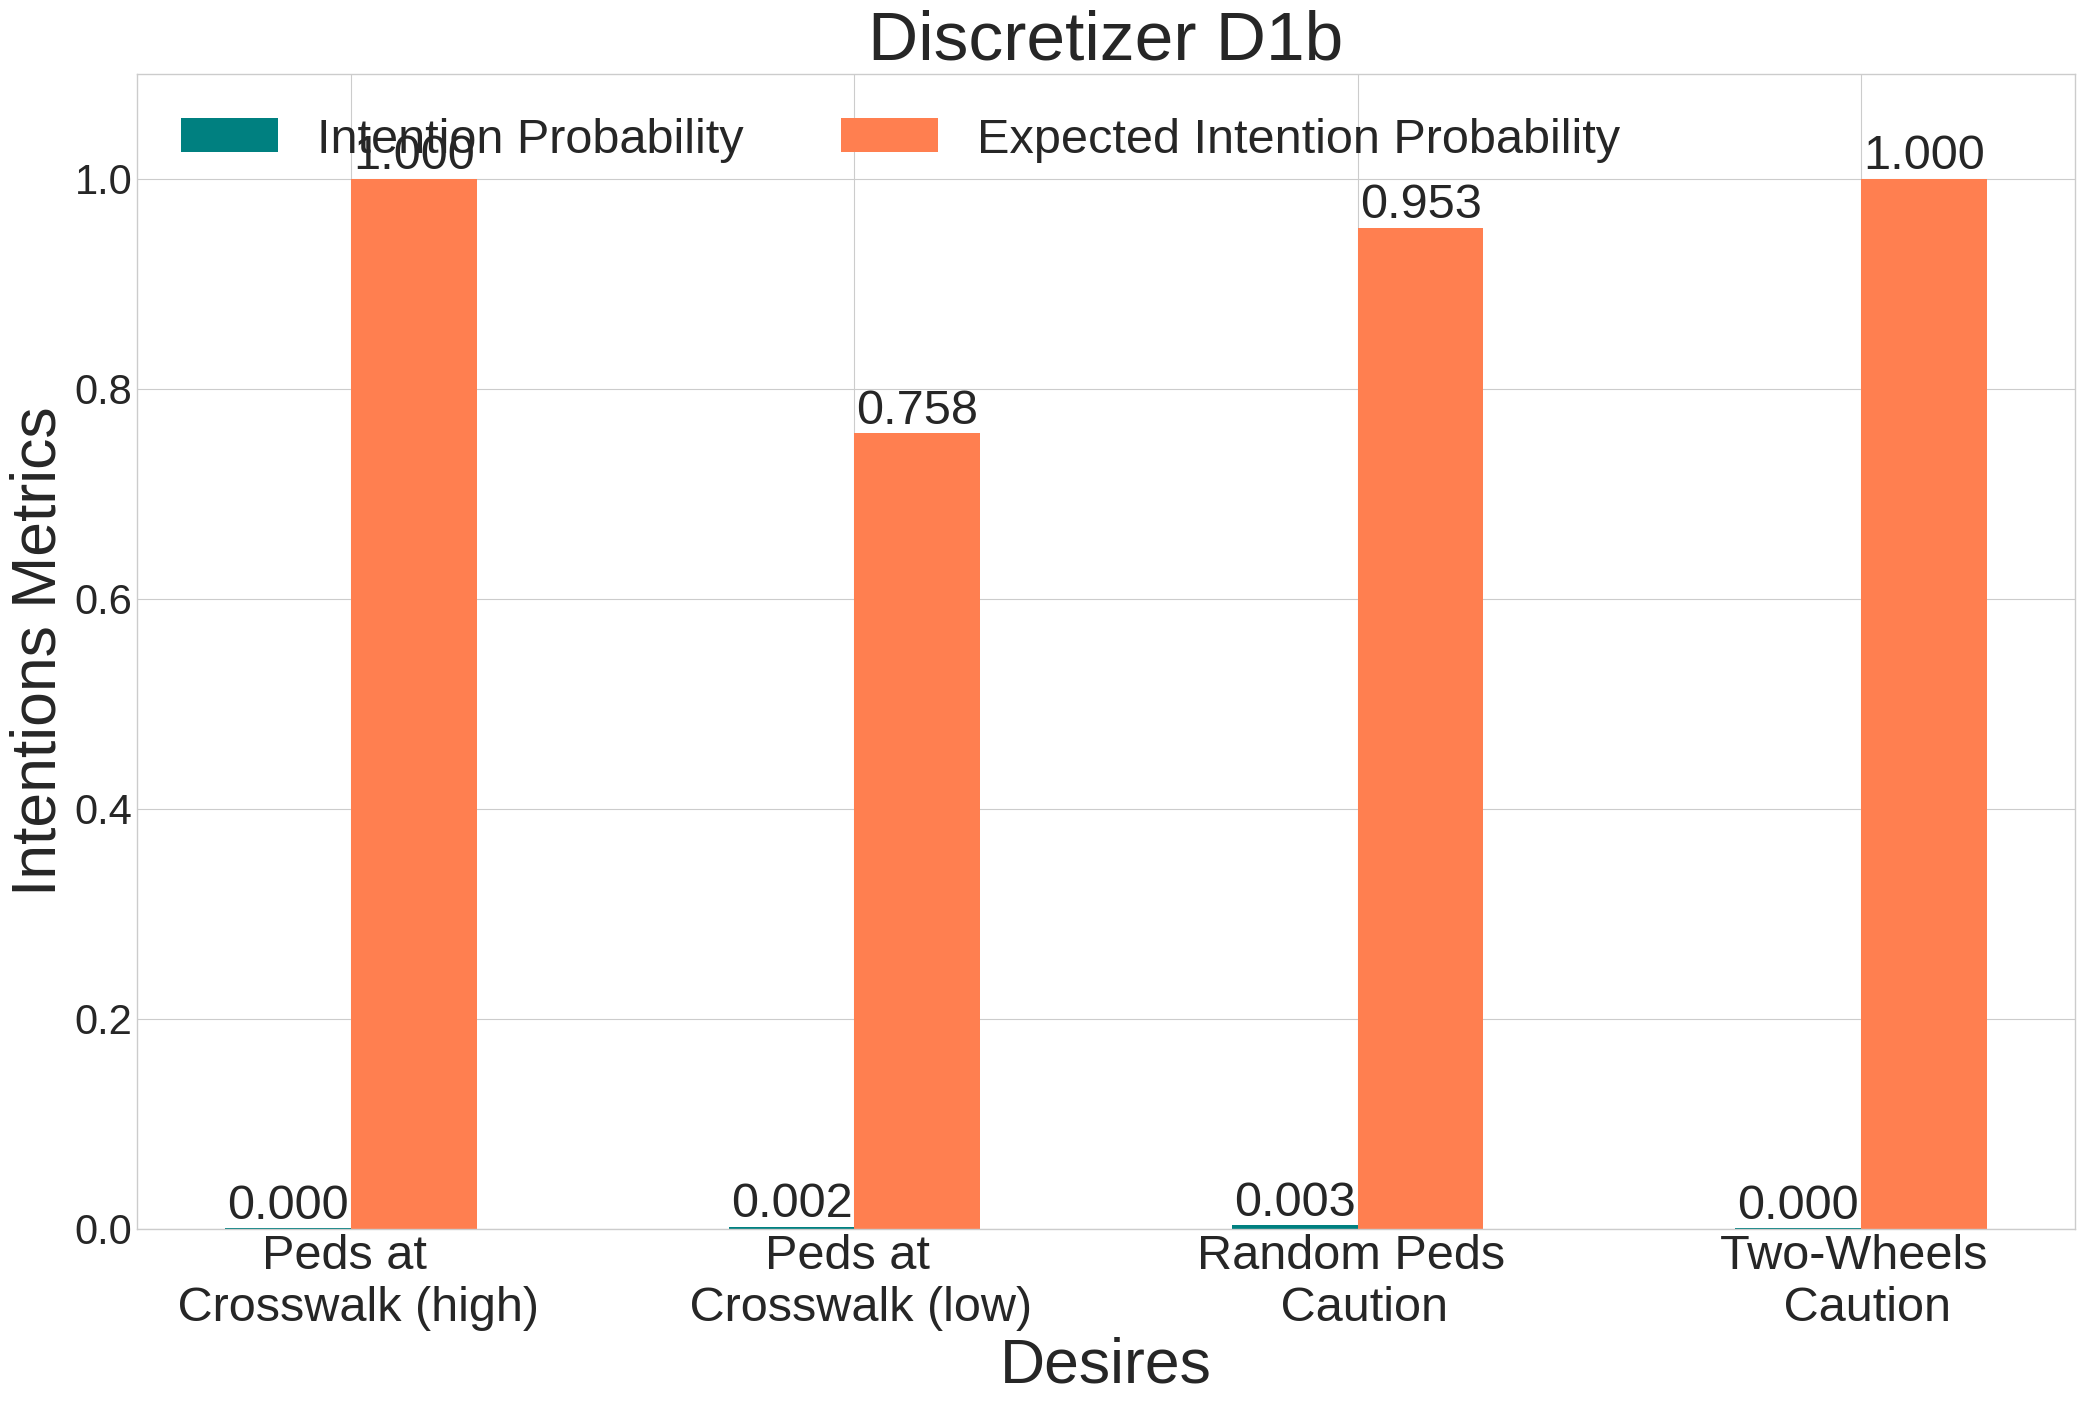 Discretizer D1b
Intention Probability
Expected Intention Probability
1.000
0.758
0.953
1.000
0.000
0.002
0.003
0.000
Intentions Metrics
1.0
0.8
0.6
0.4
0.2
0.0
Peds at
Crosswalk (high)
Peds at
Crosswalk (low)
Random Peds
Caution
Two-Wheels
Caution
Desires